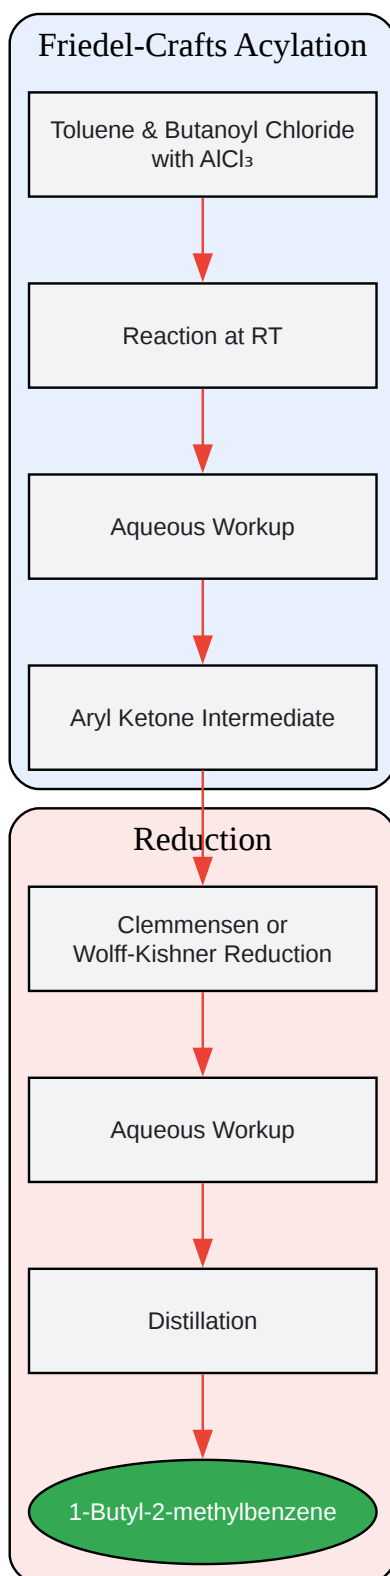 Friedel-Crafts Acylation
Toluene & Butanoyl Chloride
with AlCl₃
Reaction at RT
Aqueous Workup
Aryl Ketone Intermediate
Reduction
Clemmensen or
Wolff-Kishner Reduction
Aqueous Workup
Distillation
1-Butyl-2-methylbenzene